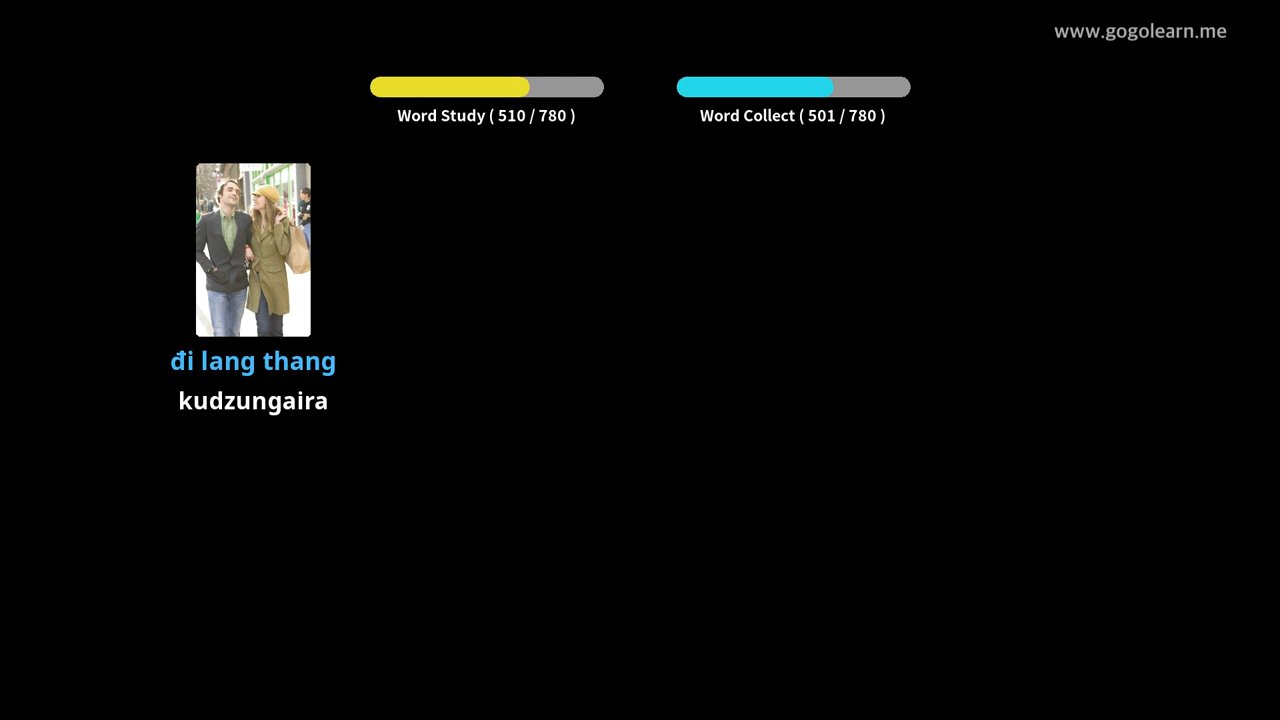 www.gogolearn.me
Word Study ( 510 / 780 )
Word Collect ( 501 / 780 )
đi lang thang
kudzungaira